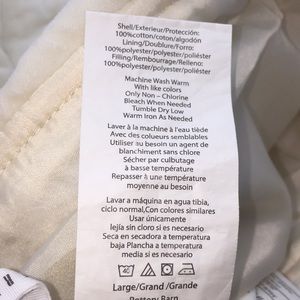 Shell/Exterieur/Protección:
100%cotton/coton/algodón
Lining/Doublure/Forro:
100%polyester/polyester/poliéster
Filling/Rembourrage/Relleno:
100%polyester/polyester/poliéster
Machine Wash Warm
With like colors
Only Non - Chlorine
Bleach When Needed
Tumble Dry Low
Warm Iron As Needed
Laver à la machine à l'eau tiède
Avec des coulueurs semblables
Utiliser au besoin un agent de
blanchiment sans chlore
Sécher par culbutage
à basse température
Repasser à une température
moyenne au besoin
Lavar a máquina en agua tibia,
ciclo normal,Con colores similares
Usar únicamente
lejía sin cloro si es necesario
Seca en secadora a temperatura
baja Plancha a temperatura
media si es necesario
Large/Grand /Grande
Pottery Barn